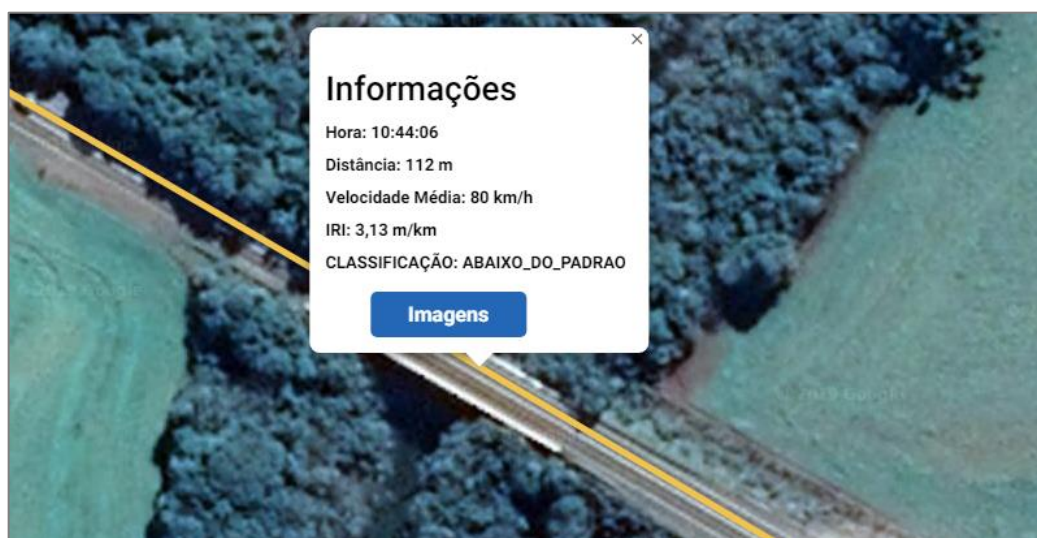 ×
Informações
Hora: 10:44:06
Distância: 112 m
Velocidade Média: 80 km/h
IRI: 3,13 m/km
CLASSIFICAÇÃO: ABAIXO_DO_PADRAO
Imagens